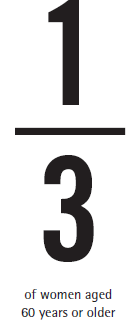 1
3
of women aged
60 years or older